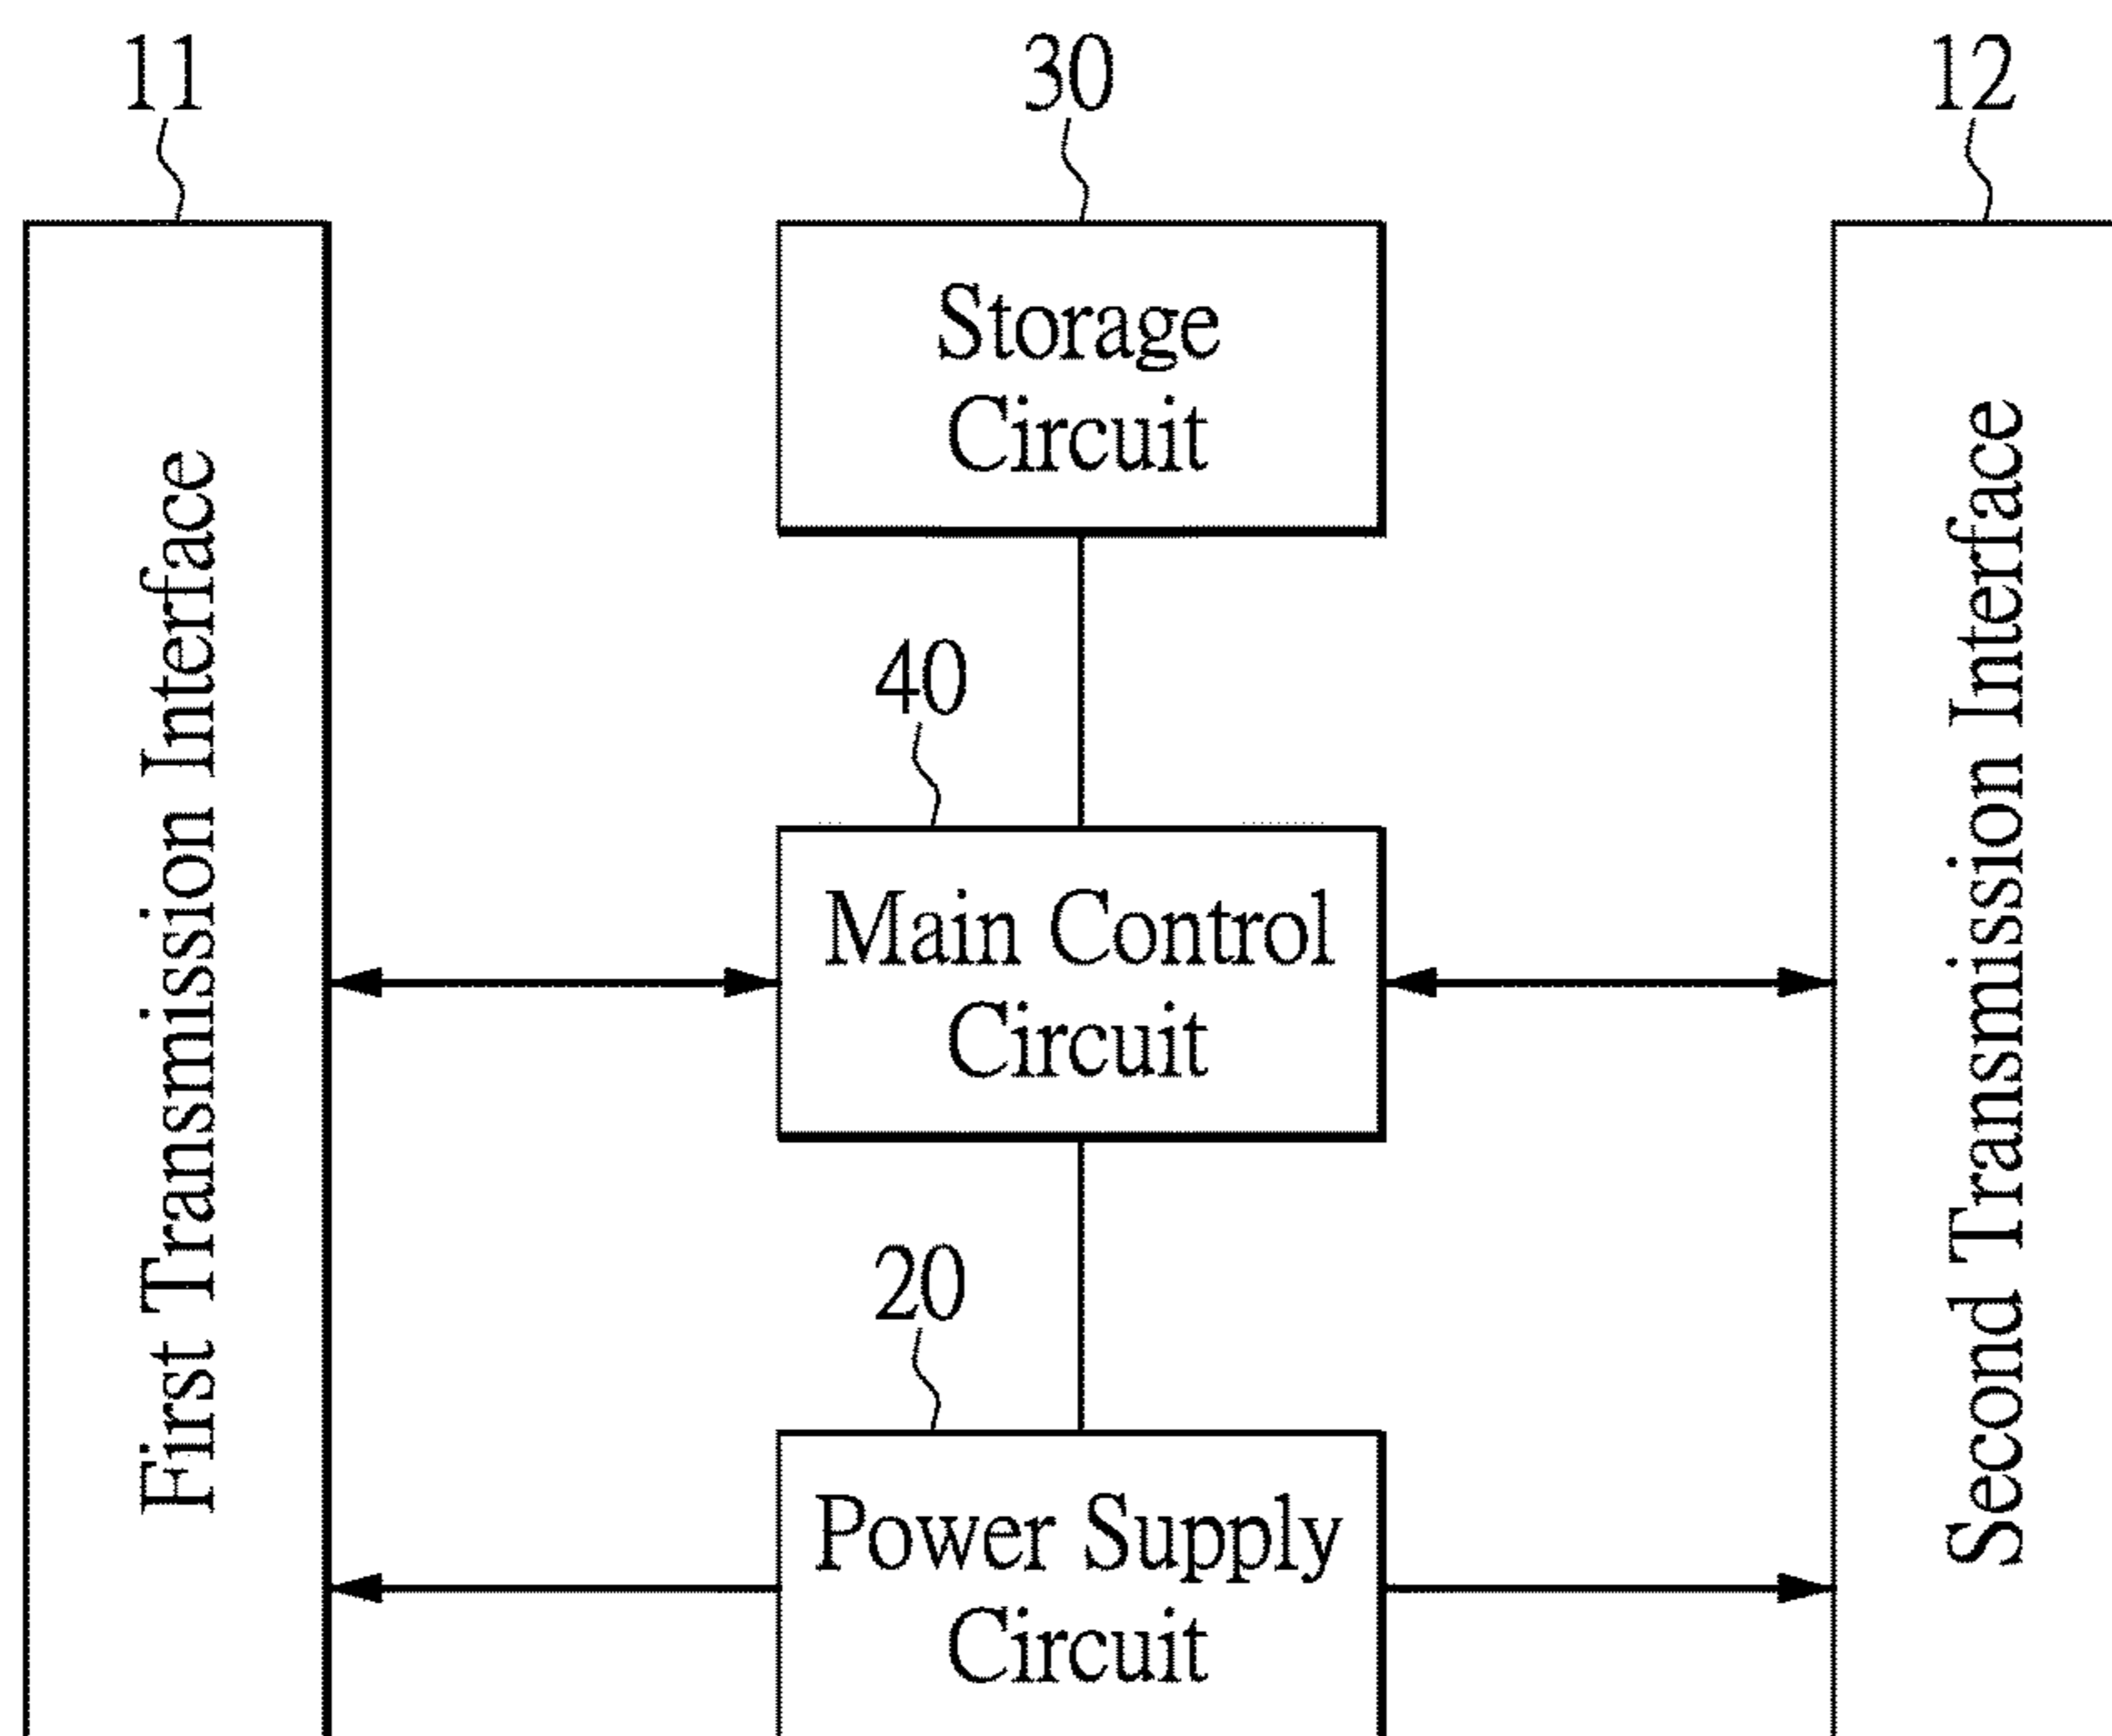 11
30
12
Storage
Circuit
First Transmission Interface
Second Transmission Interface
40
Main Control
Circuit
20
Power Supply
Circuit